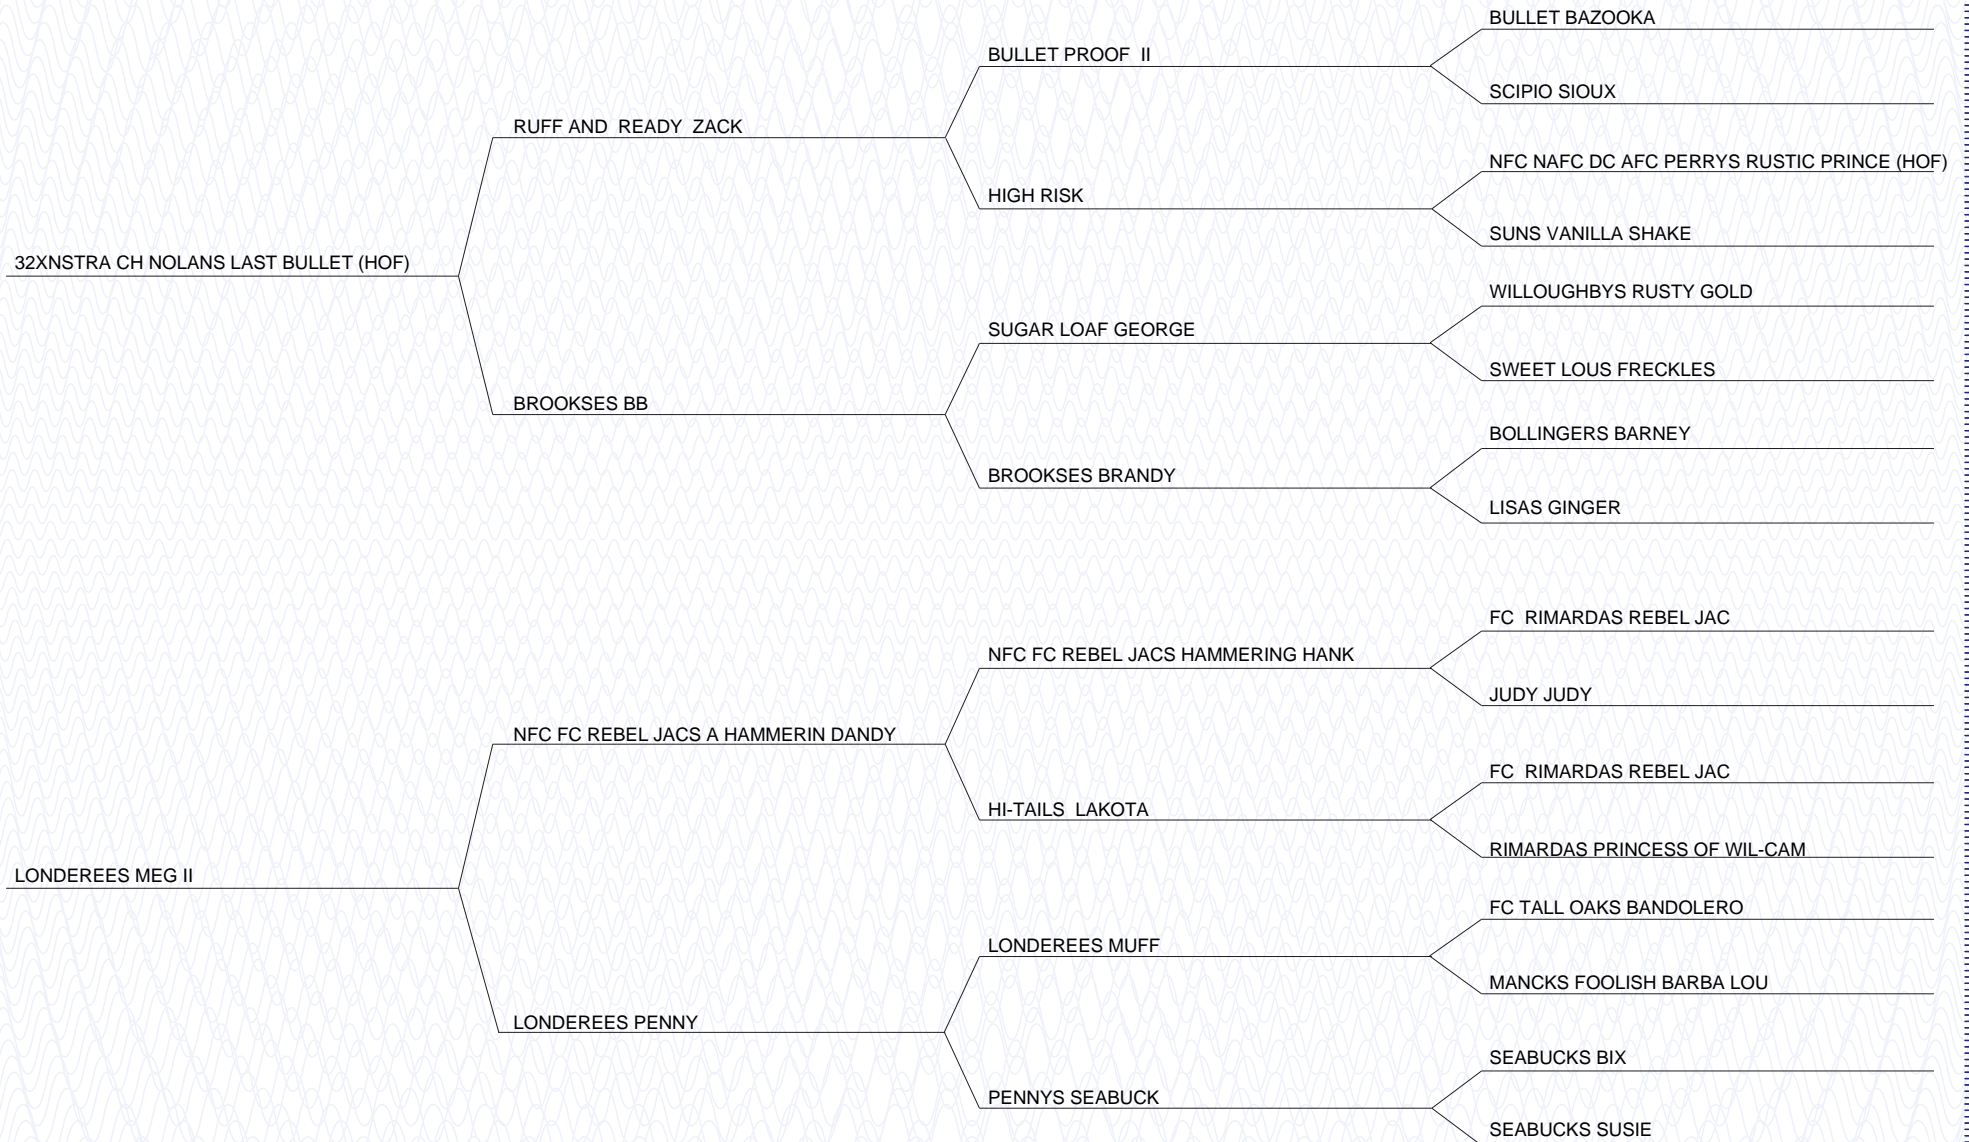 BULLET BAZOOKA
BULLET PROOF  II
SCIPIO SIOUX
RUFF AND  READY  ZACK
NFC NAFC DC AFC PERRYS RUSTIC PRINCE (HOF)
HIGH RISK
SUNS VANILLA SHAKE
32XNSTRA CH NOLANS LAST BULLET (HOF)
WILLOUGHBYS RUSTY GOLD
SUGAR LOAF GEORGE
SWEET LOUS FRECKLES
BROOKSES BB
BOLLINGERS BARNEY
BROOKSES BRANDY
LISAS GINGER
FC  RIMARDAS REBEL JAC
NFC FC REBEL JACS HAMMERING HANK
JUDY JUDY
NFC FC REBEL JACS A HAMMERIN DANDY
FC  RIMARDAS REBEL JAC
HI-TAILS  LAKOTA
RIMARDAS PRINCESS OF WIL-CAM
LONDEREES MEG II
FC TALL OAKS BANDOLERO
LONDEREES MUFF
MANCKS FOOLISH BARBA LOU
LONDEREES PENNY
SEABUCKS BIX
PENNYS SEABUCK
SEABUCKS SUSIE